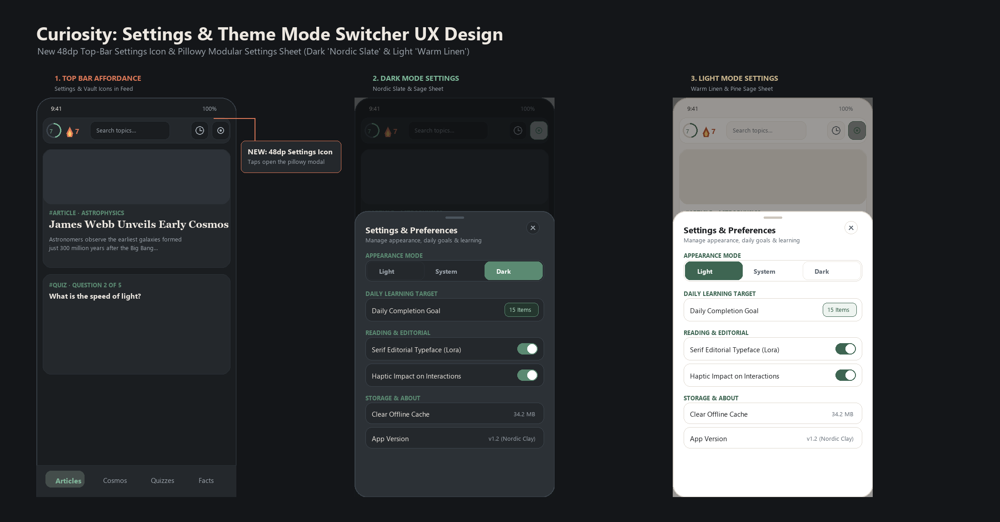 Curiosity: Settings & Theme Mode Switcher UX Design
New 48dp Top-Bar Settings Icon & Pillowy Modular Settings Sheet (Dark 'Nordic Slate' & Light 'Warm Linen')
1. TOP BAR AFFORDANCE
Settings & Vault Icons in Feed
9:41
100%
7
7
Search topics...
NEW: 48dp Settings Icon
Taps open the pillowy modal
#ARTICLE · ASTROPHYSICS
James Webb Unveils Early Cosmos
Astronomers observe the earliest galaxies formed
just 300 million years after the Big Bang...
#QUIZ · QUESTION 2 OF 5
What is the speed of light?
Articles
Cosmos
Quizzes
Facts
2. DARK MODE SETTINGS
Nordic Slate & Sage Sheet
9:41
100%
7
7
Search topics...
Settings & Preferences
Manage appearance, daily goals & learning
APPEARANCE MODE
Light
System
Dark
DAILY LEARNING TARGET
Daily Completion Goal
15 Items
READING & EDITORIAL
Serif Editorial Typeface (Lora)
Haptic Impact on Interactions
STORAGE & ABOUT
Clear Offline Cache
34.2 MB
App Version
v1.2 (Nordic Clay)
3. LIGHT MODE SETTINGS
Warm Linen & Pine Sage Sheet
9:41
100%
7
7
Search topics...
Settings & Preferences
Manage appearance, daily goals & learning
APPEARANCE MODE
Light
System
Dark
DAILY LEARNING TARGET
Daily Completion Goal
15 Items
READING & EDITORIAL
Serif Editorial Typeface (Lora)
Haptic Impact on Interactions
STORAGE & ABOUT
Clear Offline Cache
34.2 MB
App Version
v1.2 (Nordic Clay)